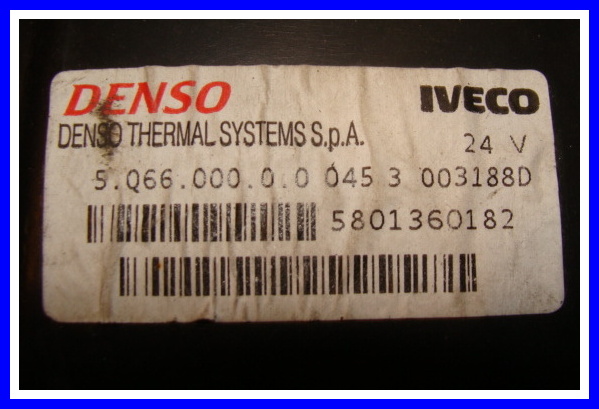 DENSO IVECO
DENSO THERMAL SYSTEMS S.p.A. 24 V
5.Q66.000.0.0 045 3 003188D
5801360182